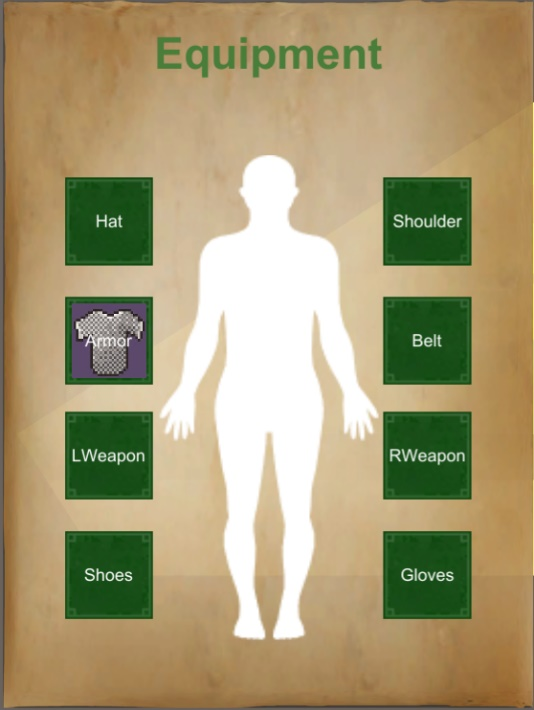 Equipment
Hat
Shoulder
Armor
Belt
LWeapon
RWeapon
Shoes
Gloves